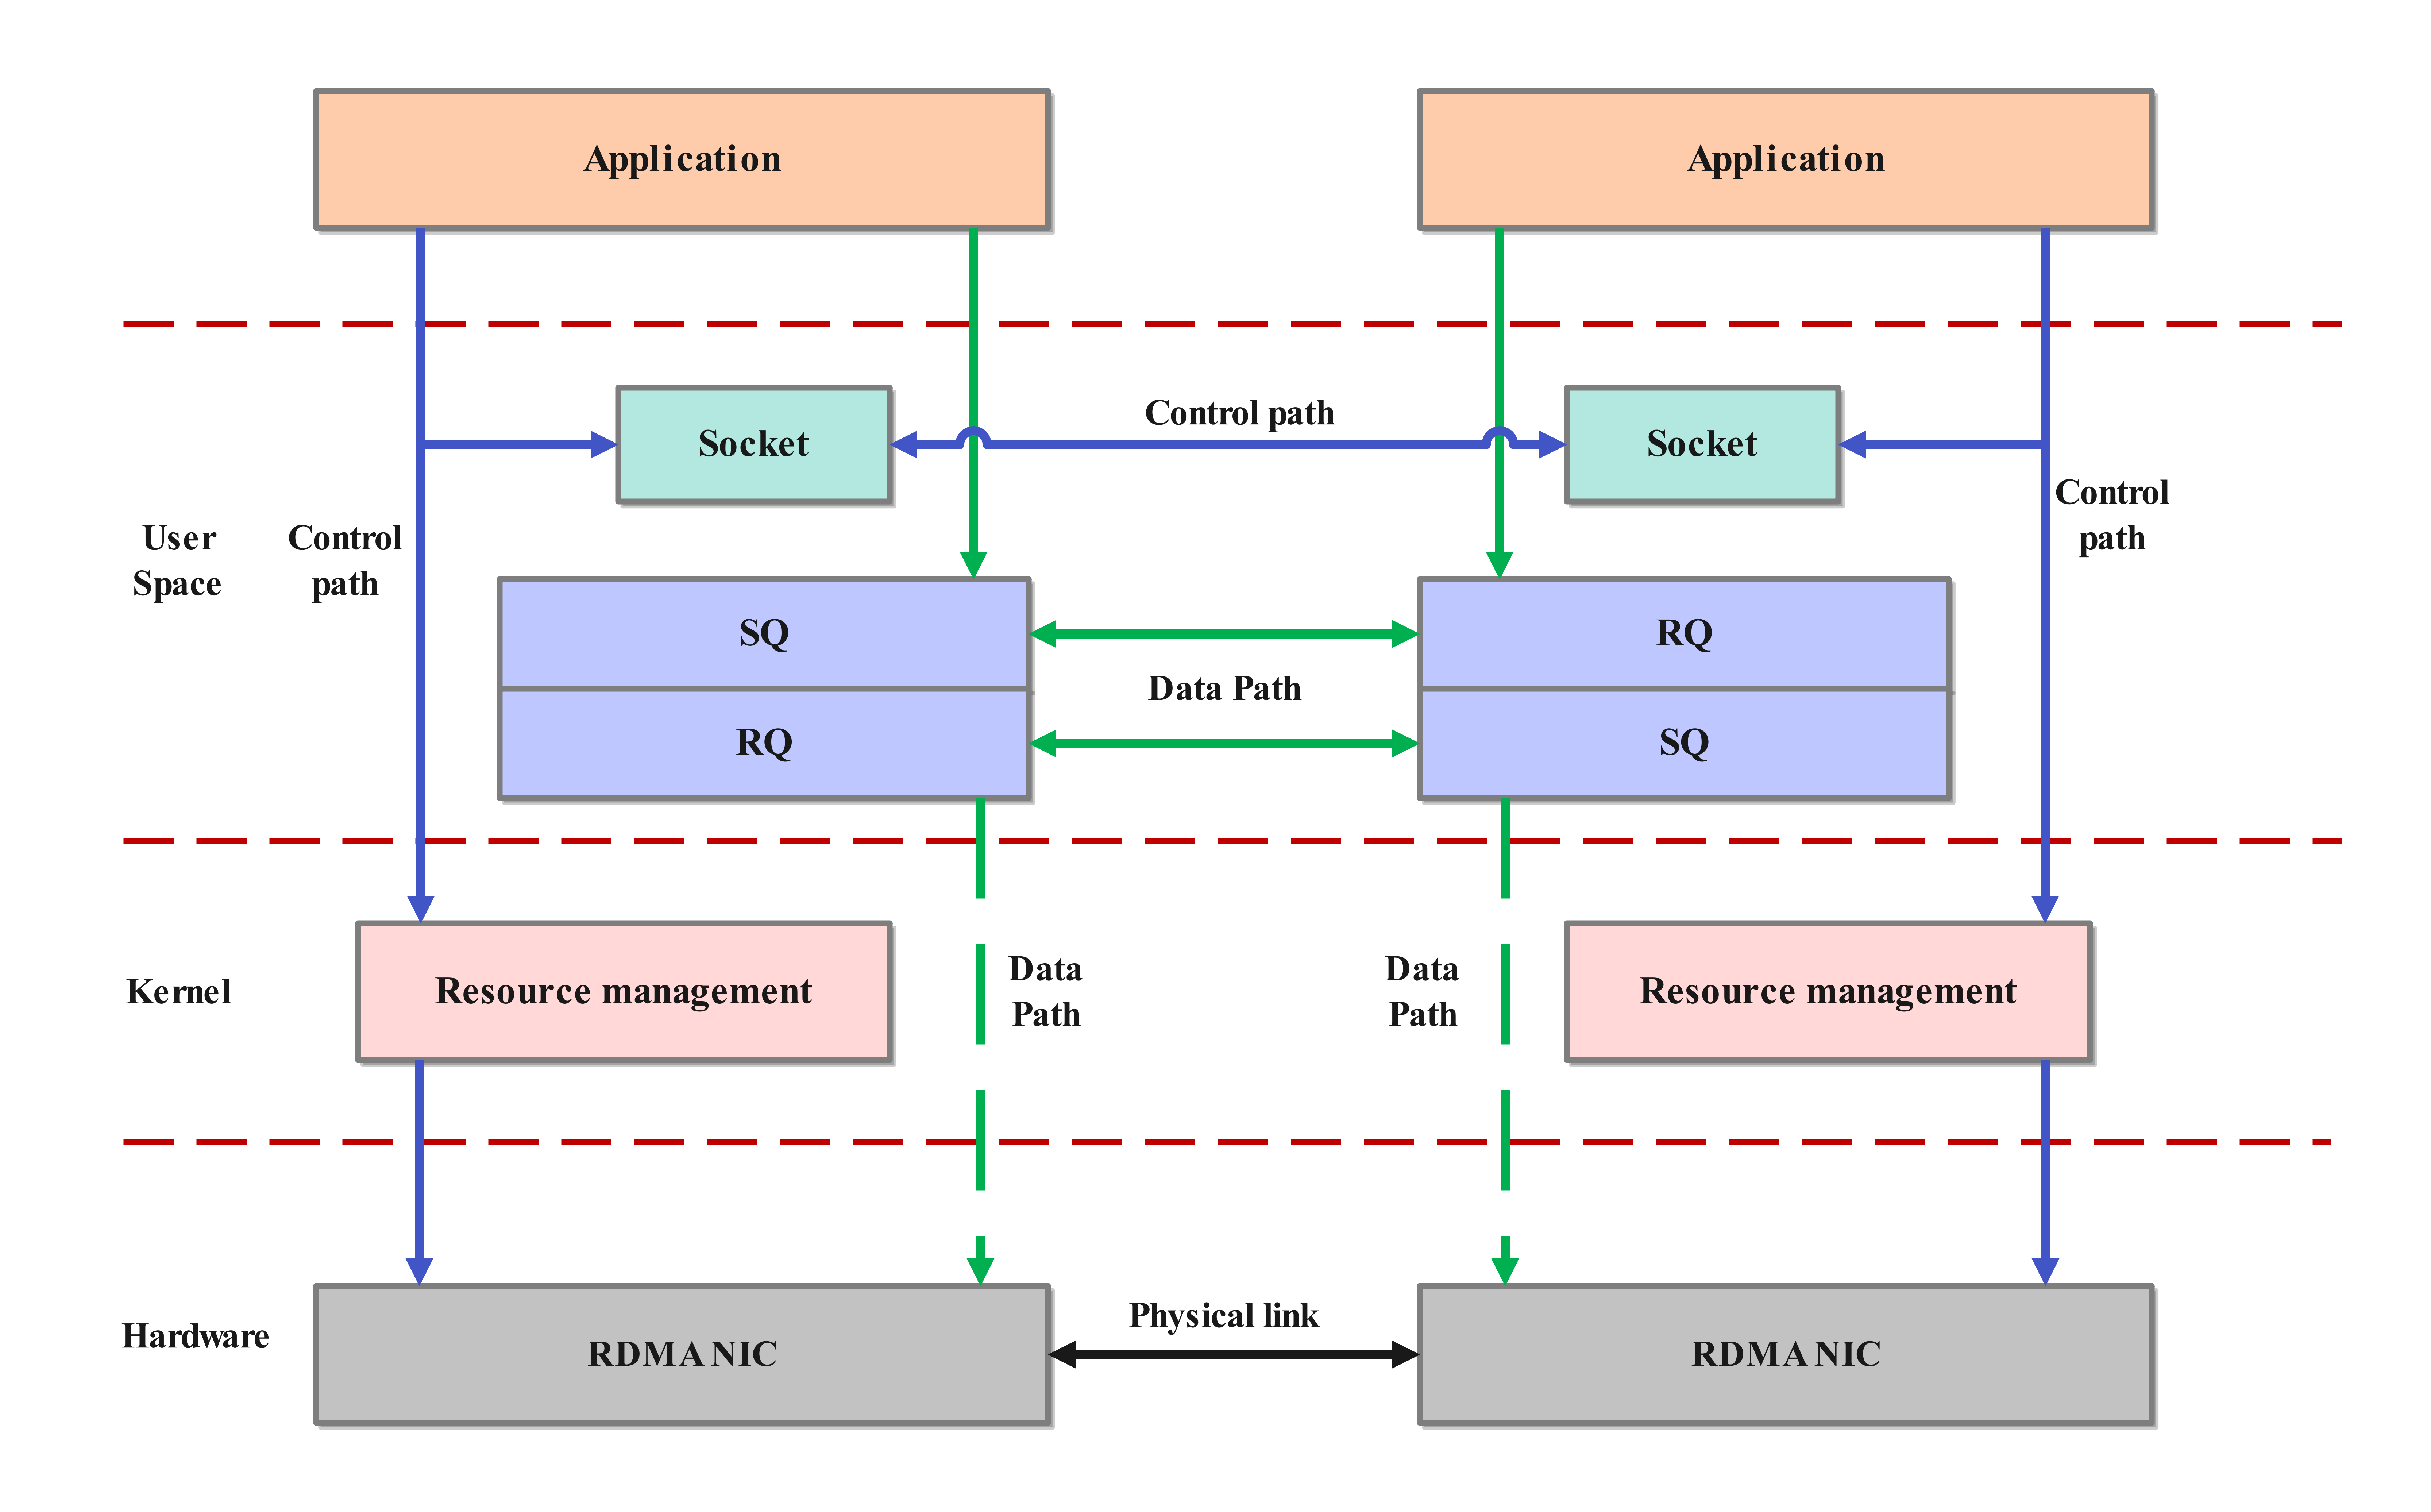 Application
Application
Control path
Socket
Socket
User
Space
Control
path
Control
path
SQ
RQ
Data Path
RQ
SQ
Kernel
Resource management
Data
Path
Data
Path
Resource management
Hardware
RDMA NIC
Physical link
RDMA NIC